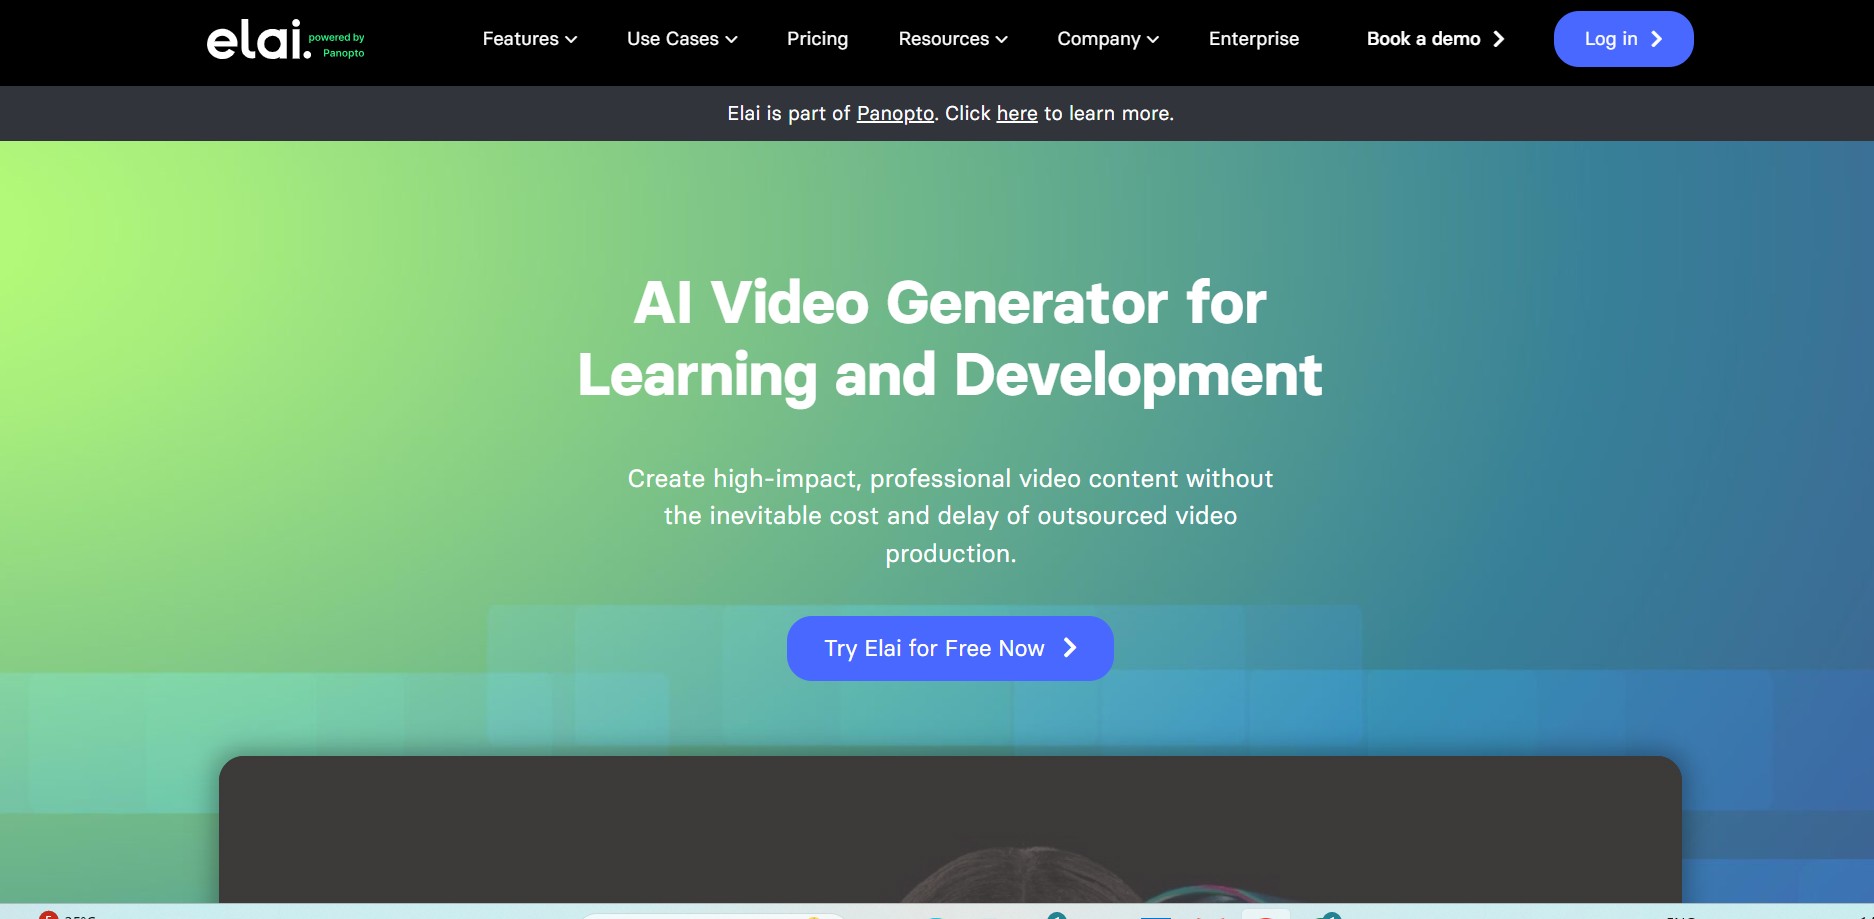 elai.
powered by
Panopto
Features
Use Cases
Pricing
Resources
Company
Enterprise
Book a demo
Log in
Elai is part of Panopto. Click here to learn more.
AI Video Generator for
Learning and Development
Create high-impact, professional video content without
the inevitable cost and delay of outsourced video
production.
Try Elai for Free Now